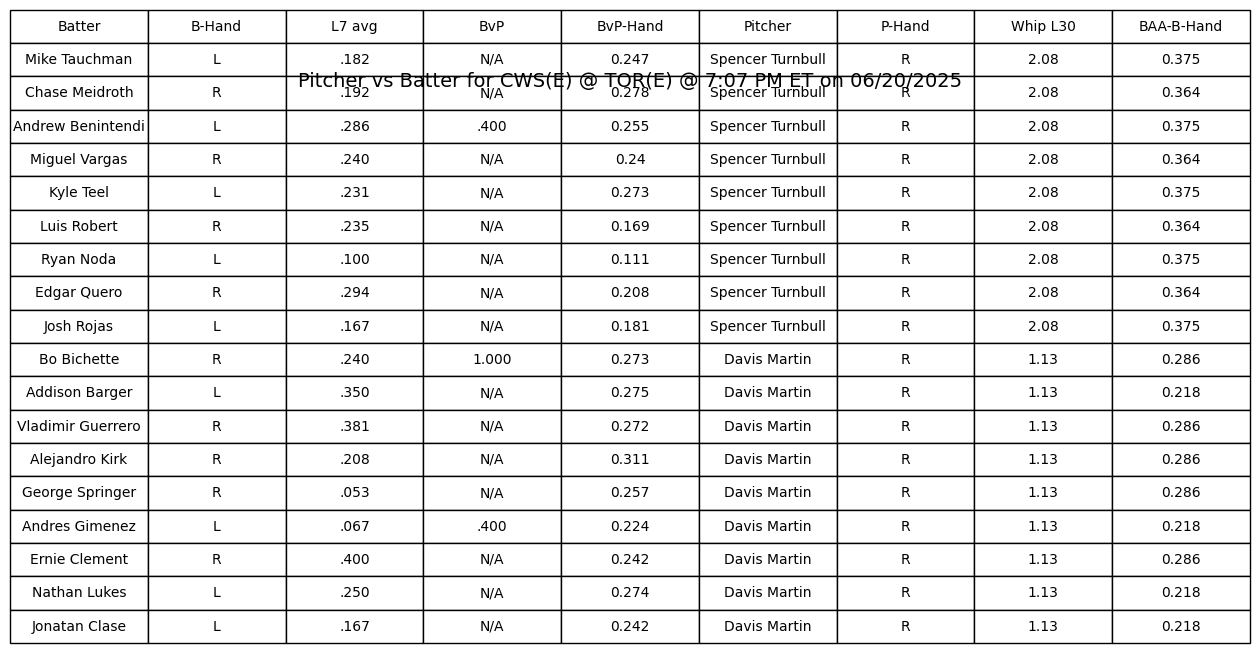 Batter B-Hand L7 avg BvP BvP-Hand Pitcher P-Hand Whip L30 BAA-B-Hand
Mike Tauchman L .182 N/A 0.247 Spencer Turnbull R 2.08 0.375
Pitcher vs Batter for CWS(E) @ TOR(E) @ 7:07 PM ET on 06/20/2025
Chase Meidroth R .192 N/A 0.278 Spencer Turnbull R 2.08 0.364
Andrew Benintendi L .286 .400 0.255 Spencer Turnbull R 2.08 0.375
Miguel Vargas R .240 N/A 0.24 Spencer Turnbull R 2.08 0.364
Kyle Teel L .231 N/A 0.273 Spencer Turnbull R 2.08 0.375
Luis Robert R .235 N/A 0.169 Spencer Turnbull R 2.08 0.364
Ryan Noda L .100 N/A 0.111 Spencer Turnbull R 2.08 0.375
Edgar Quero R .294 N/A 0.208 Spencer Turnbull R 2.08 0.364
Josh Rojas L .167 N/A 0.181 Spencer Turnbull R 2.08 0.375
Bo Bichette R .240 1.000 0.273 Davis Martin R 1.13 0.286
Addison Barger L .350 N/A 0.275 Davis Martin R 1.13 0.218
Vladimir Guerrero R .381 N/A 0.272 Davis Martin R 1.13 0.286
Alejandro Kirk R .208 N/A 0.311 Davis Martin R 1.13 0.286
George Springer R .053 N/A 0.257 Davis Martin R 1.13 0.286
Andres Gimenez L .067 .400 0.224 Davis Martin R 1.13 0.218
Ernie Clement R .400 N/A 0.242 Davis Martin R 1.13 0.286
Nathan Lukes L .250 N/A 0.274 Davis Martin R 1.13 0.218
Jonatan Clase L .167 N/A 0.242 Davis Martin R 1.13 0.218